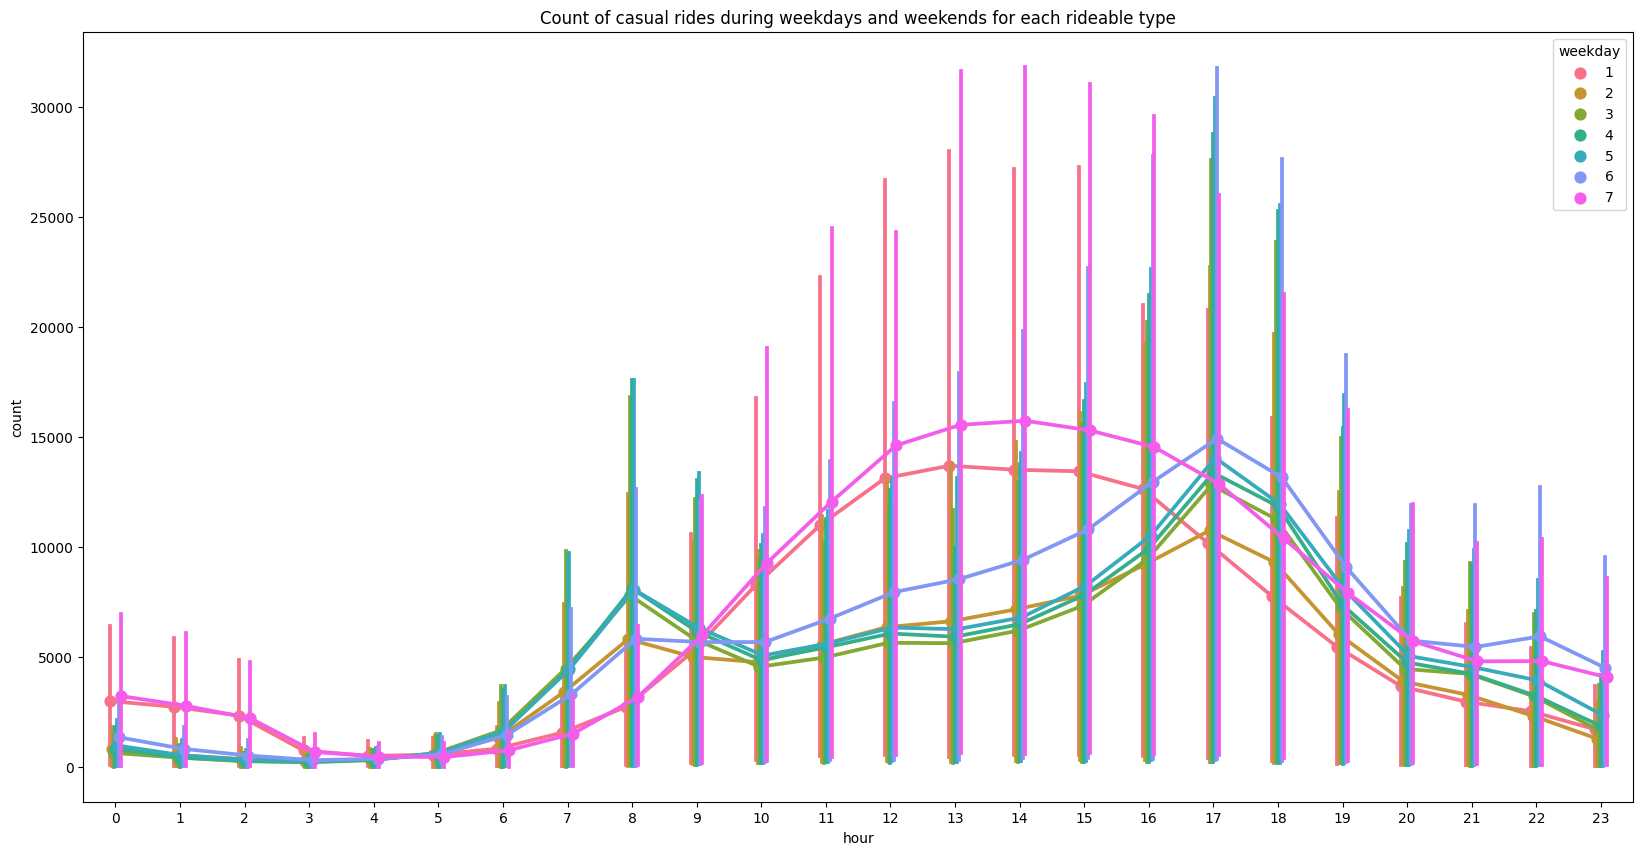 Count of casual rides during weekdays and weekends for each rideable type
weekday
1
2
3
4
5
6
7
30000
25000
20000
15000
10000
5000
0
count
0 1 2 3 4 5 6 7 8 9 10 11 12 13 14 15 16 17 18 19 20 21 22 23
hour